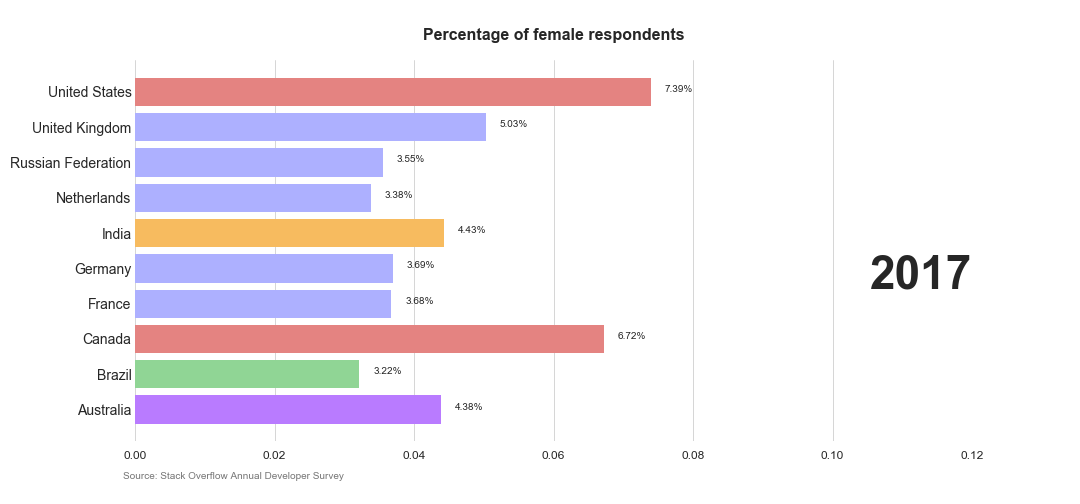 Percentage of female respondents
United States 7.39%
United Kingdom 5.03%
Russian Federation 3.55%
Netherlands 3.38%
India 4.43%
Germany 3.69%
2017
France 3.68%
Canada 6.72%
Brazil 3.22%
Australia 4.38%
0.00 0.02 0.04 0.06 0.08 0.10 0.12
Source: Stack Overflow Annual Developer Survey